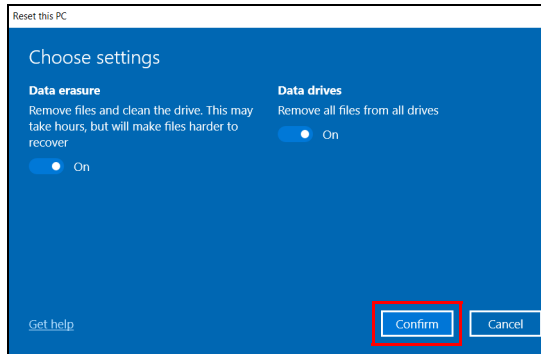 Reset this PC
Choose settings
Data erasure
Remove files and clean the drive. This may
take hours, but will make files harder to
recover
On
Data drives
Remove all files from all drives
On
Get help
Confirm
Cancel